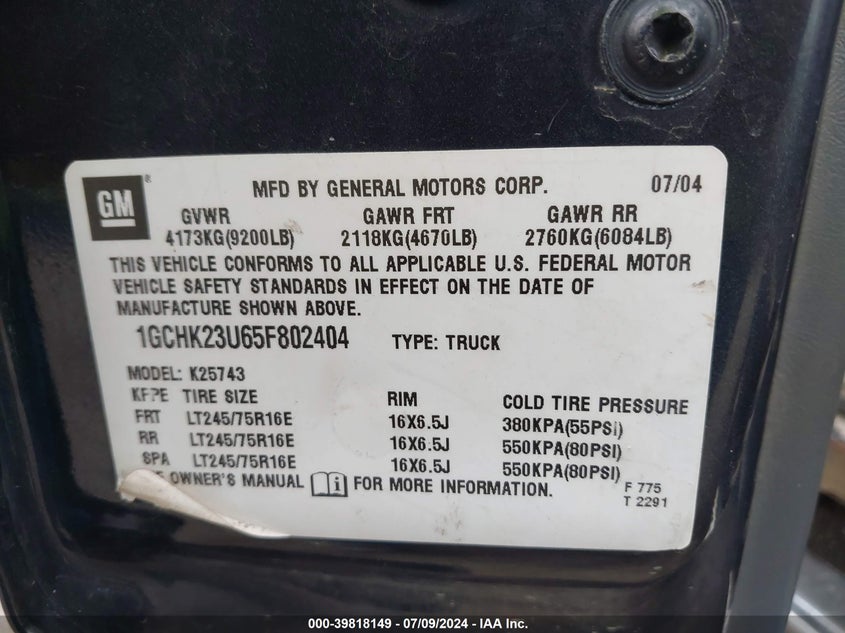 GM ®
MFD BY GENERAL MOTORS CORP. 07/04
GVWR GAWR FRT GAWR RR
4173KG(9200LB) 2118KG(4670LB) 2760KG(6084LB)
THIS VEHICLE CONFORMS TO ALL APPLICABLE U.S. FEDERAL MOTOR
VEHICLE SAFETY STANDARDS IN EFFECT ON THE DATE OF
MANUFACTURE SHOWN ABOVE.
1GCHK23U65F802404 TYPE: TRUCK
MODEL: K25743
TIRE SIZE RIM COLD TIRE PRESSURE
FRT LT245/75R16E 16X6.5J 380KPA(55PSI)
RR LT245/75R16E 16X6.5J 550KPA(80PSI)
SPA LT245/75R16E 16X6.5J 550KPA(80PSI)
OWNER'S MANUAL i FOR MORE INFORMATION.
F 775
T 2291
000-39818149 - 07/09/2024 - IAA Inc.